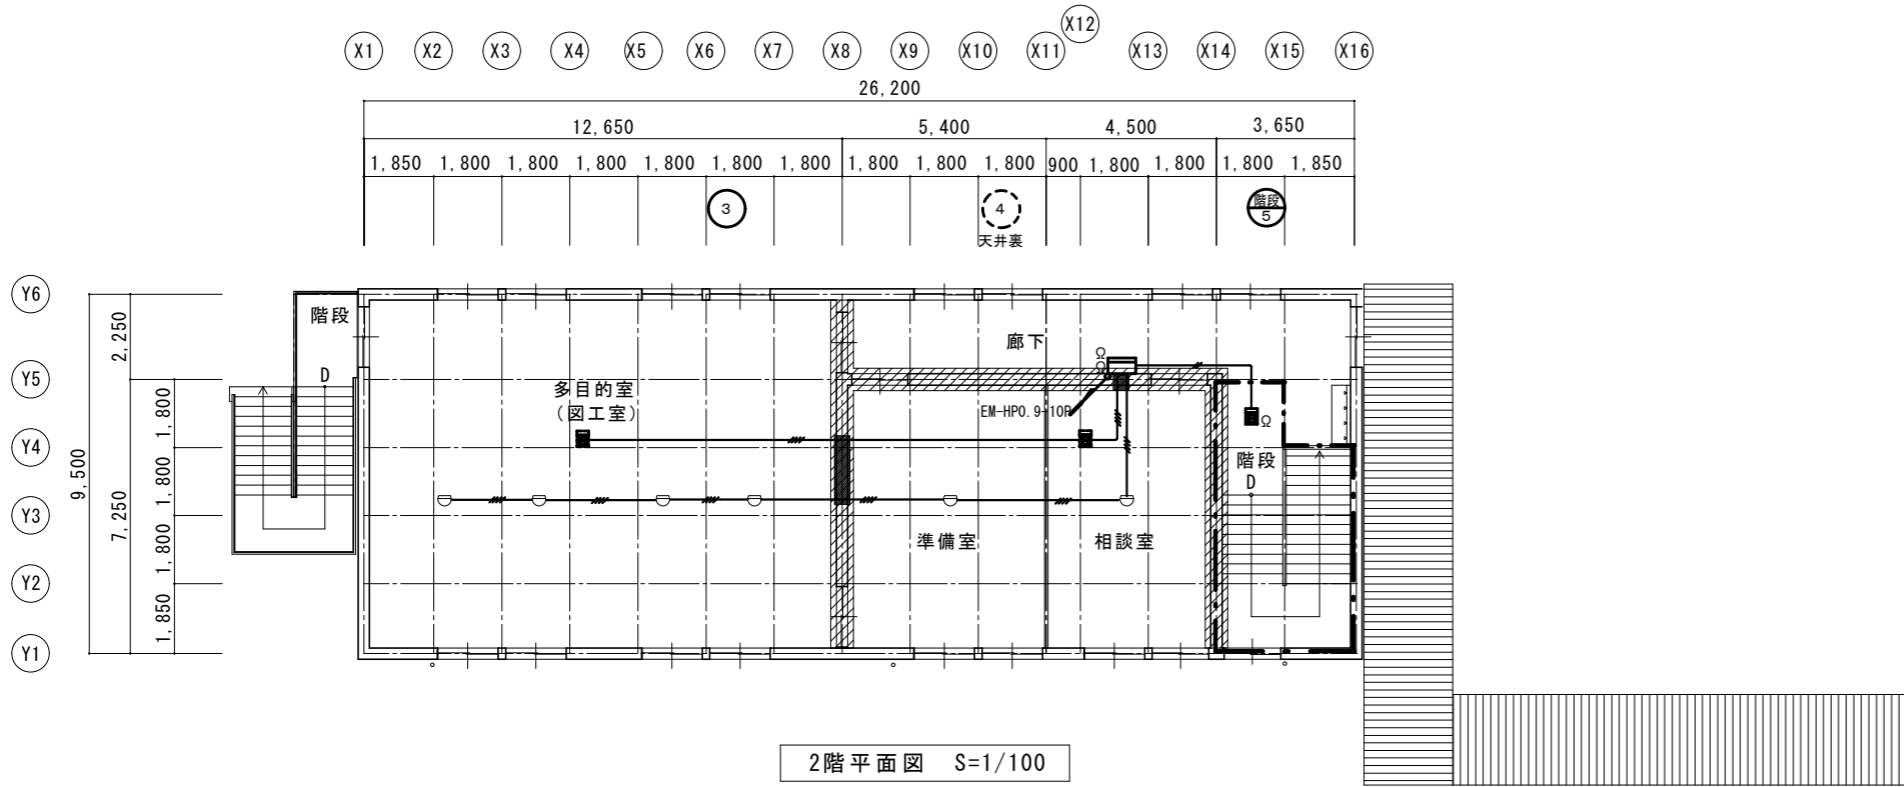 X12
X1 X2 X3 X4 X5 X6 X7 X8 X9 X10 X11 X13 X14 X15 X16
26,200
12,650 5,400 4,500 3,650
1,850 1,800 1,800 1,800 1,800 1,800 1,800 1,800 1,800 1,800 900 1,800 1,800 1,800 1,850
3 4 階段 5
天井裏
Y6
Y5
Y4
Y3
Y2
Y1
9,500
2,250
7,250
1,800
1,800
1,800
1,850
階段
D
廊下
Ω
Ω
多目的室
(図工室)
EM-HP0.9-10P
Ω
階段
D
準備室 相談室
2階平面図 S=1/100